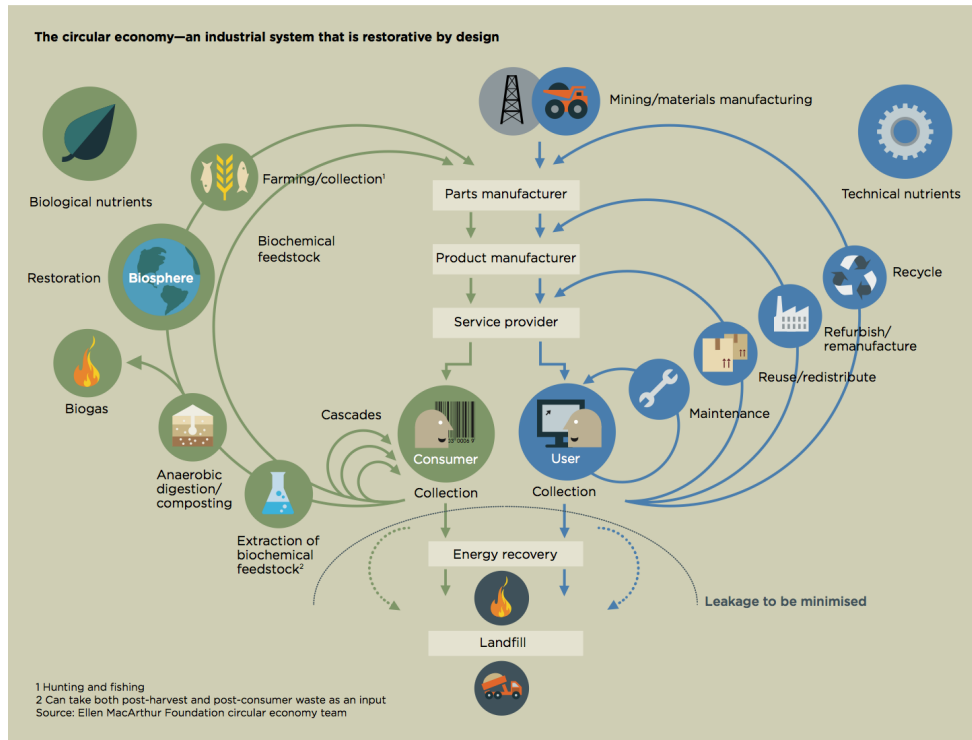 The circular economy—an industrial system that is restorative by design
Mining/materials manufacturing
Biological nutrients
Farming/collection¹
Parts manufacturer
Technical nutrients
Biochemical
feedstock
Product manufacturer
Restoration
Biosphere
Recycle
Service provider
Refurbish/
remanufacture
Biogas
Reuse/redistribute
Cascades
Maintenance
Consumer
User
Anaerobic
digestion/
composting
Collection
Collection
Extraction of
biochemical
feedstock²
Energy recovery
Leakage to be minimised
Landfill
1 Hunting and fishing
2 Can take both post-harvest and post-consumer waste as an input
Source: Ellen MacArthur Foundation circular economy team